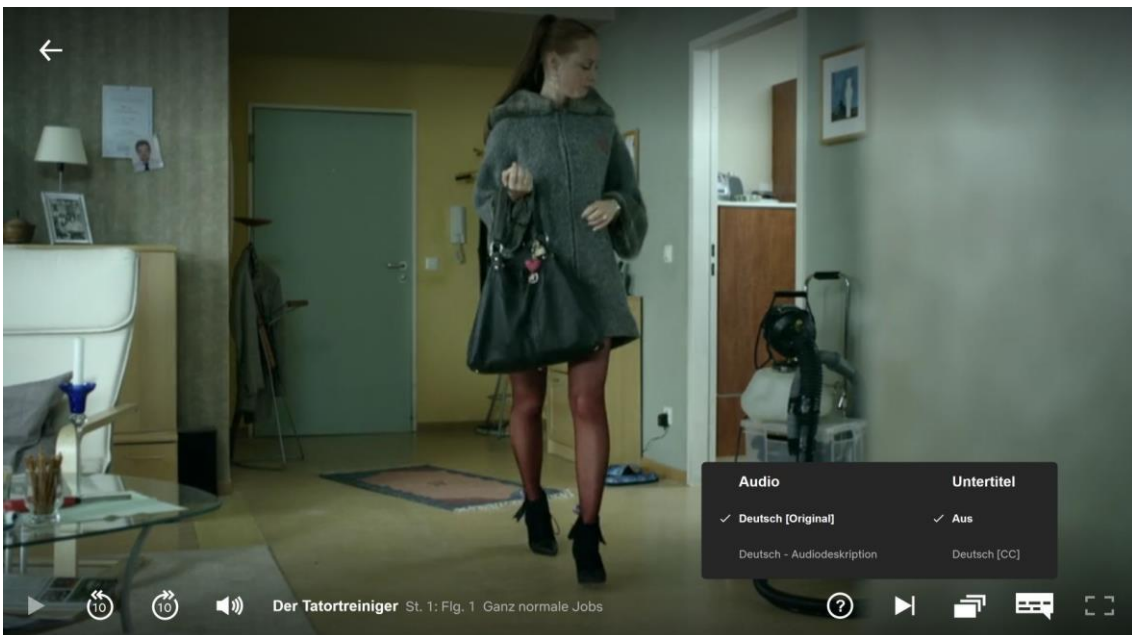 Audio
Untertitel
Deutsch [Original]
Aus
Deutsch - Audiodeskription
Deutsch [CC]
10
10
Der Tatortreiniger St. 1: Flg. 1 Ganz normale Jobs
?